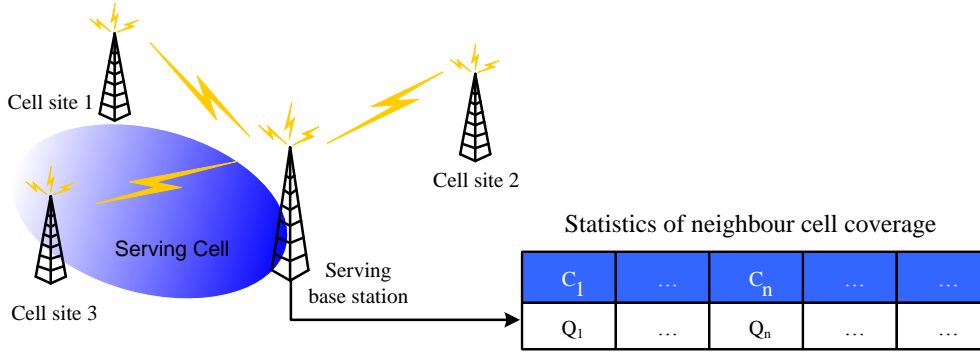 Cell site 1
Cell site 2
Serving Cell
Cell site 3
Serving
base station
Statistics of neighbour cell coverage
C1 … Cn … …
Q1 … Qn … …